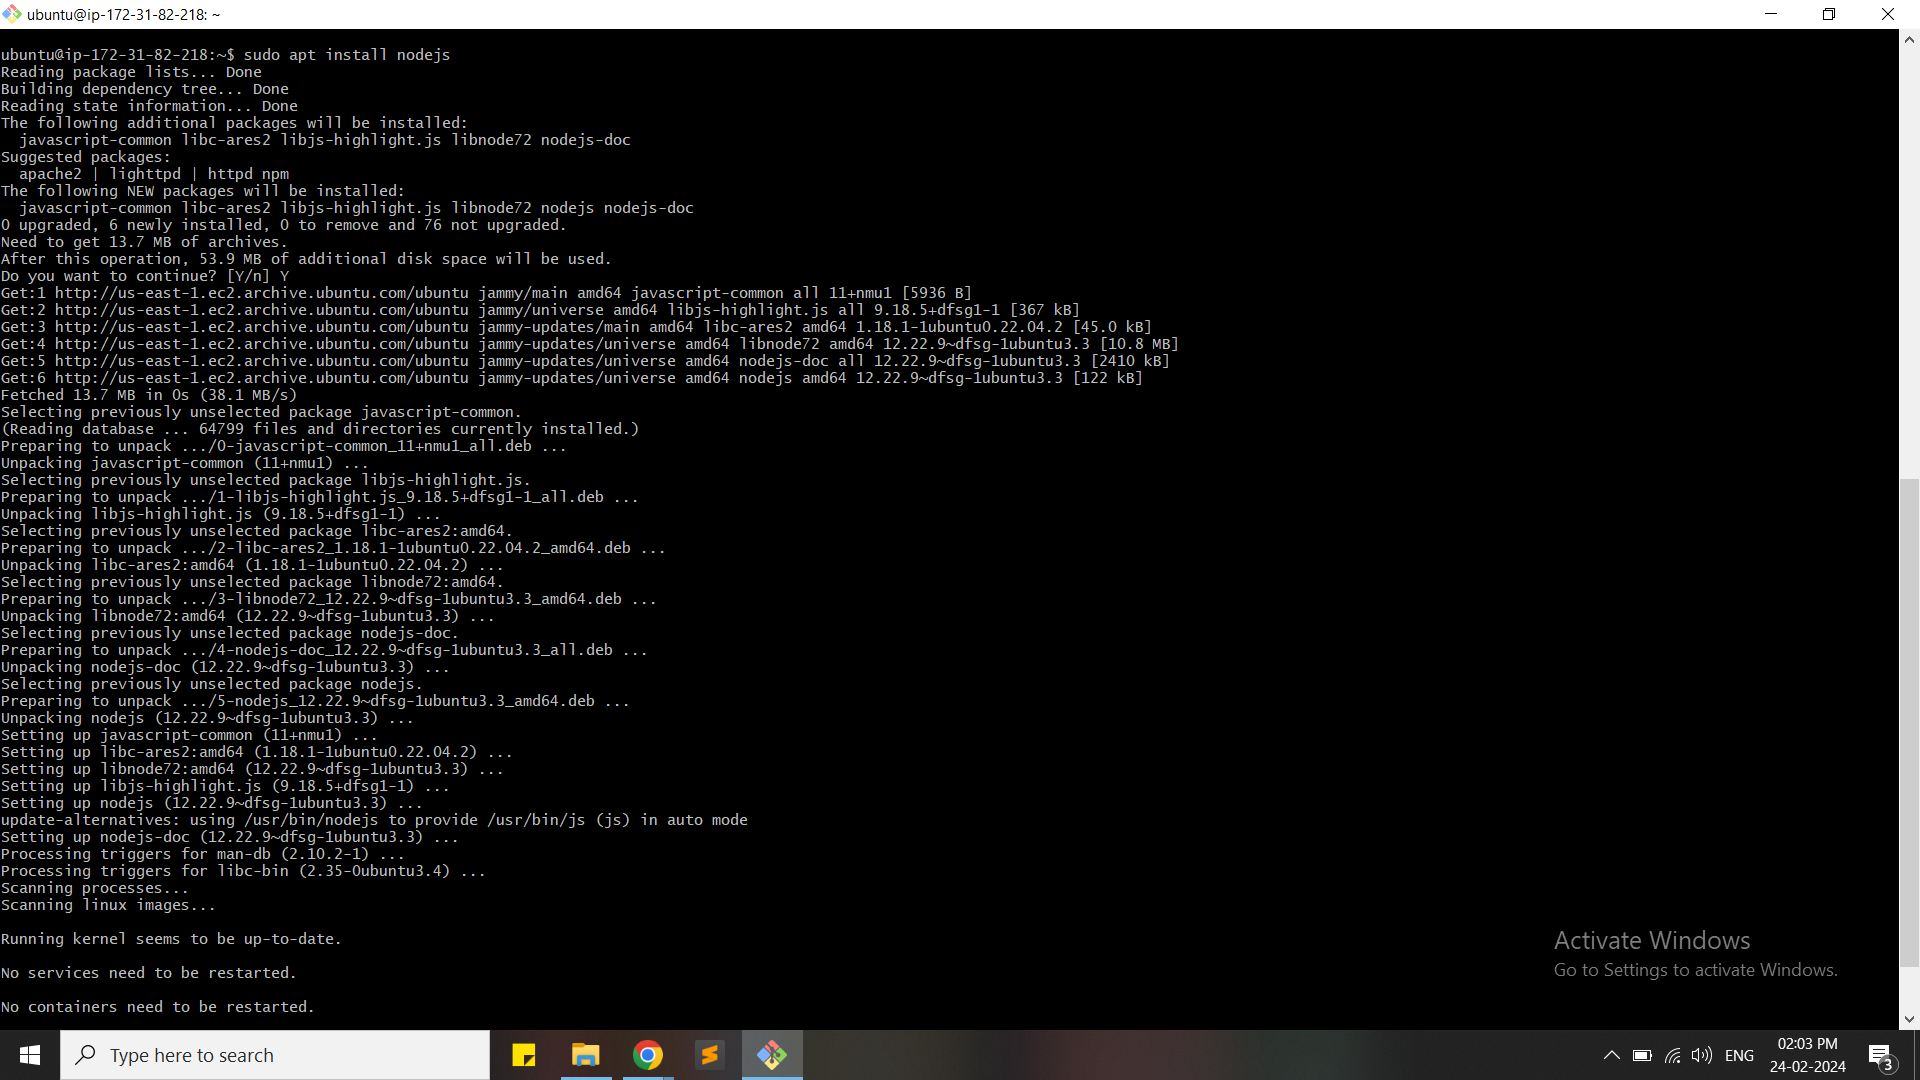 ubuntu@ip-172-31-82-218: ~
ubuntu@ip-172-31-82-218:~$ sudo apt install nodejs
Reading package lists... Done
Building dependency tree... Done
Reading state information... Done
The following additional packages will be installed:
  javascript-common libc-ares2 libjs-highlight.js libnode72 nodejs-doc
Suggested packages:
  apache2 | lighttpd | httpd npm
The following NEW packages will be installed:
  javascript-common libc-ares2 libjs-highlight.js libnode72 nodejs nodejs-doc
0 upgraded, 6 newly installed, 0 to remove and 76 not upgraded.
Need to get 13.7 MB of archives.
After this operation, 53.9 MB of additional disk space will be used.
Do you want to continue? [Y/n] Y
Get:1 http://us-east-1.ec2.archive.ubuntu.com/ubuntu jammy/main amd64 javascript-common all 11+nmu1 [5936 B]
Get:2 http://us-east-1.ec2.archive.ubuntu.com/ubuntu jammy/universe amd64 libjs-highlight.js all 9.18.5+dfsg1-1 [367 kB]
Get:3 http://us-east-1.ec2.archive.ubuntu.com/ubuntu jammy-updates/main amd64 libc-ares2 amd64 1.18.1-1ubuntu0.22.04.2 [45.0 kB]
Get:4 http://us-east-1.ec2.archive.ubuntu.com/ubuntu jammy-updates/universe amd64 libnode72 amd64 12.22.9~dfsg-1ubuntu3.3 [10.8 MB]
Get:5 http://us-east-1.ec2.archive.ubuntu.com/ubuntu jammy-updates/universe amd64 nodejs-doc all 12.22.9~dfsg-1ubuntu3.3 [2410 kB]
Get:6 http://us-east-1.ec2.archive.ubuntu.com/ubuntu jammy-updates/universe amd64 nodejs amd64 12.22.9~dfsg-1ubuntu3.3 [122 kB]
Fetched 13.7 MB in 0s (38.1 MB/s)
Selecting previously unselected package javascript-common.
(Reading database ... 64799 files and directories currently installed.)
Preparing to unpack .../0-javascript-common_11+nmu1_all.deb ...
Unpacking javascript-common (11+nmu1) ...
Selecting previously unselected package libjs-highlight.js.
Preparing to unpack .../1-libjs-highlight.js_9.18.5+dfsg1-1_all.deb ...
Unpacking libjs-highlight.js (9.18.5+dfsg1-1) ...
Selecting previously unselected package libc-ares2:amd64.
Preparing to unpack .../2-libc-ares2_1.18.1-1ubuntu0.22.04.2_amd64.deb ...
Unpacking libc-ares2:amd64 (1.18.1-1ubuntu0.22.04.2) ...
Selecting previously unselected package libnode72:amd64.
Preparing to unpack .../3-libnode72_12.22.9~dfsg-1ubuntu3.3_amd64.deb ...
Unpacking libnode72:amd64 (12.22.9~dfsg-1ubuntu3.3) ...
Selecting previously unselected package nodejs-doc.
Preparing to unpack .../4-nodejs-doc_12.22.9~dfsg-1ubuntu3.3_all.deb ...
Unpacking nodejs-doc (12.22.9~dfsg-1ubuntu3.3) ...
Selecting previously unselected package nodejs.
Preparing to unpack .../5-nodejs_12.22.9~dfsg-1ubuntu3.3_amd64.deb ...
Unpacking nodejs (12.22.9~dfsg-1ubuntu3.3) ...
Setting up javascript-common (11+nmu1) ...
Setting up libc-ares2:amd64 (1.18.1-1ubuntu0.22.04.2) ...
Setting up libnode72:amd64 (12.22.9~dfsg-1ubuntu3.3) ...
Setting up libjs-highlight.js (9.18.5+dfsg1-1) ...
Setting up nodejs (12.22.9~dfsg-1ubuntu3.3) ...
update-alternatives: using /usr/bin/nodejs to provide /usr/bin/js (js) in auto mode
Setting up nodejs-doc (12.22.9~dfsg-1ubuntu3.3) ...
Processing triggers for man-db (2.10.2-1) ...
Processing triggers for libc-bin (2.35-0ubuntu3.4) ...
Scanning processes...
Scanning linux images...
Running kernel seems to be up-to-date.
No services need to be restarted.
No containers need to be restarted.
Activate Windows
Go to Settings to activate Windows.
Type here to search
ENG
02:03 PM
24-02-2024
3